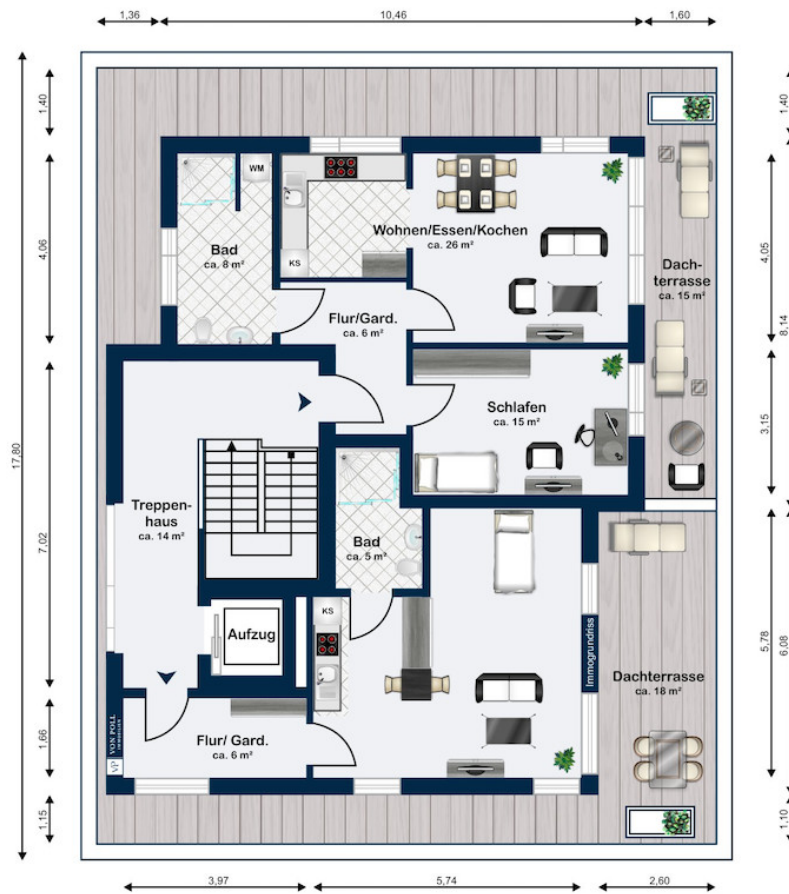 1,36
10,46
1,60
1,40
1,40
WM
Wohnen/Essen/Kochen
ca. 26 m²
4,06
Bad
ca. 8 m²
KS
4,05
Dach-
terrasse
ca. 15 m²
Flur/Gard.
ca. 6 m²
8,14
Schlafen
ca. 15 m²
3,15
17,80
Treppen-
haus
ca. 14 m²
7,02
Bad
ca. 5 m²
KS
Aufzug
Immogrundriss
5,78
6,08
Dachterrasse
ca. 18 m²
VON POLL
IMMOBILIEN
VP
Flur/ Gard.
ca. 6 m²
1,66
1,15
1,10
3,97
5,74
2,60